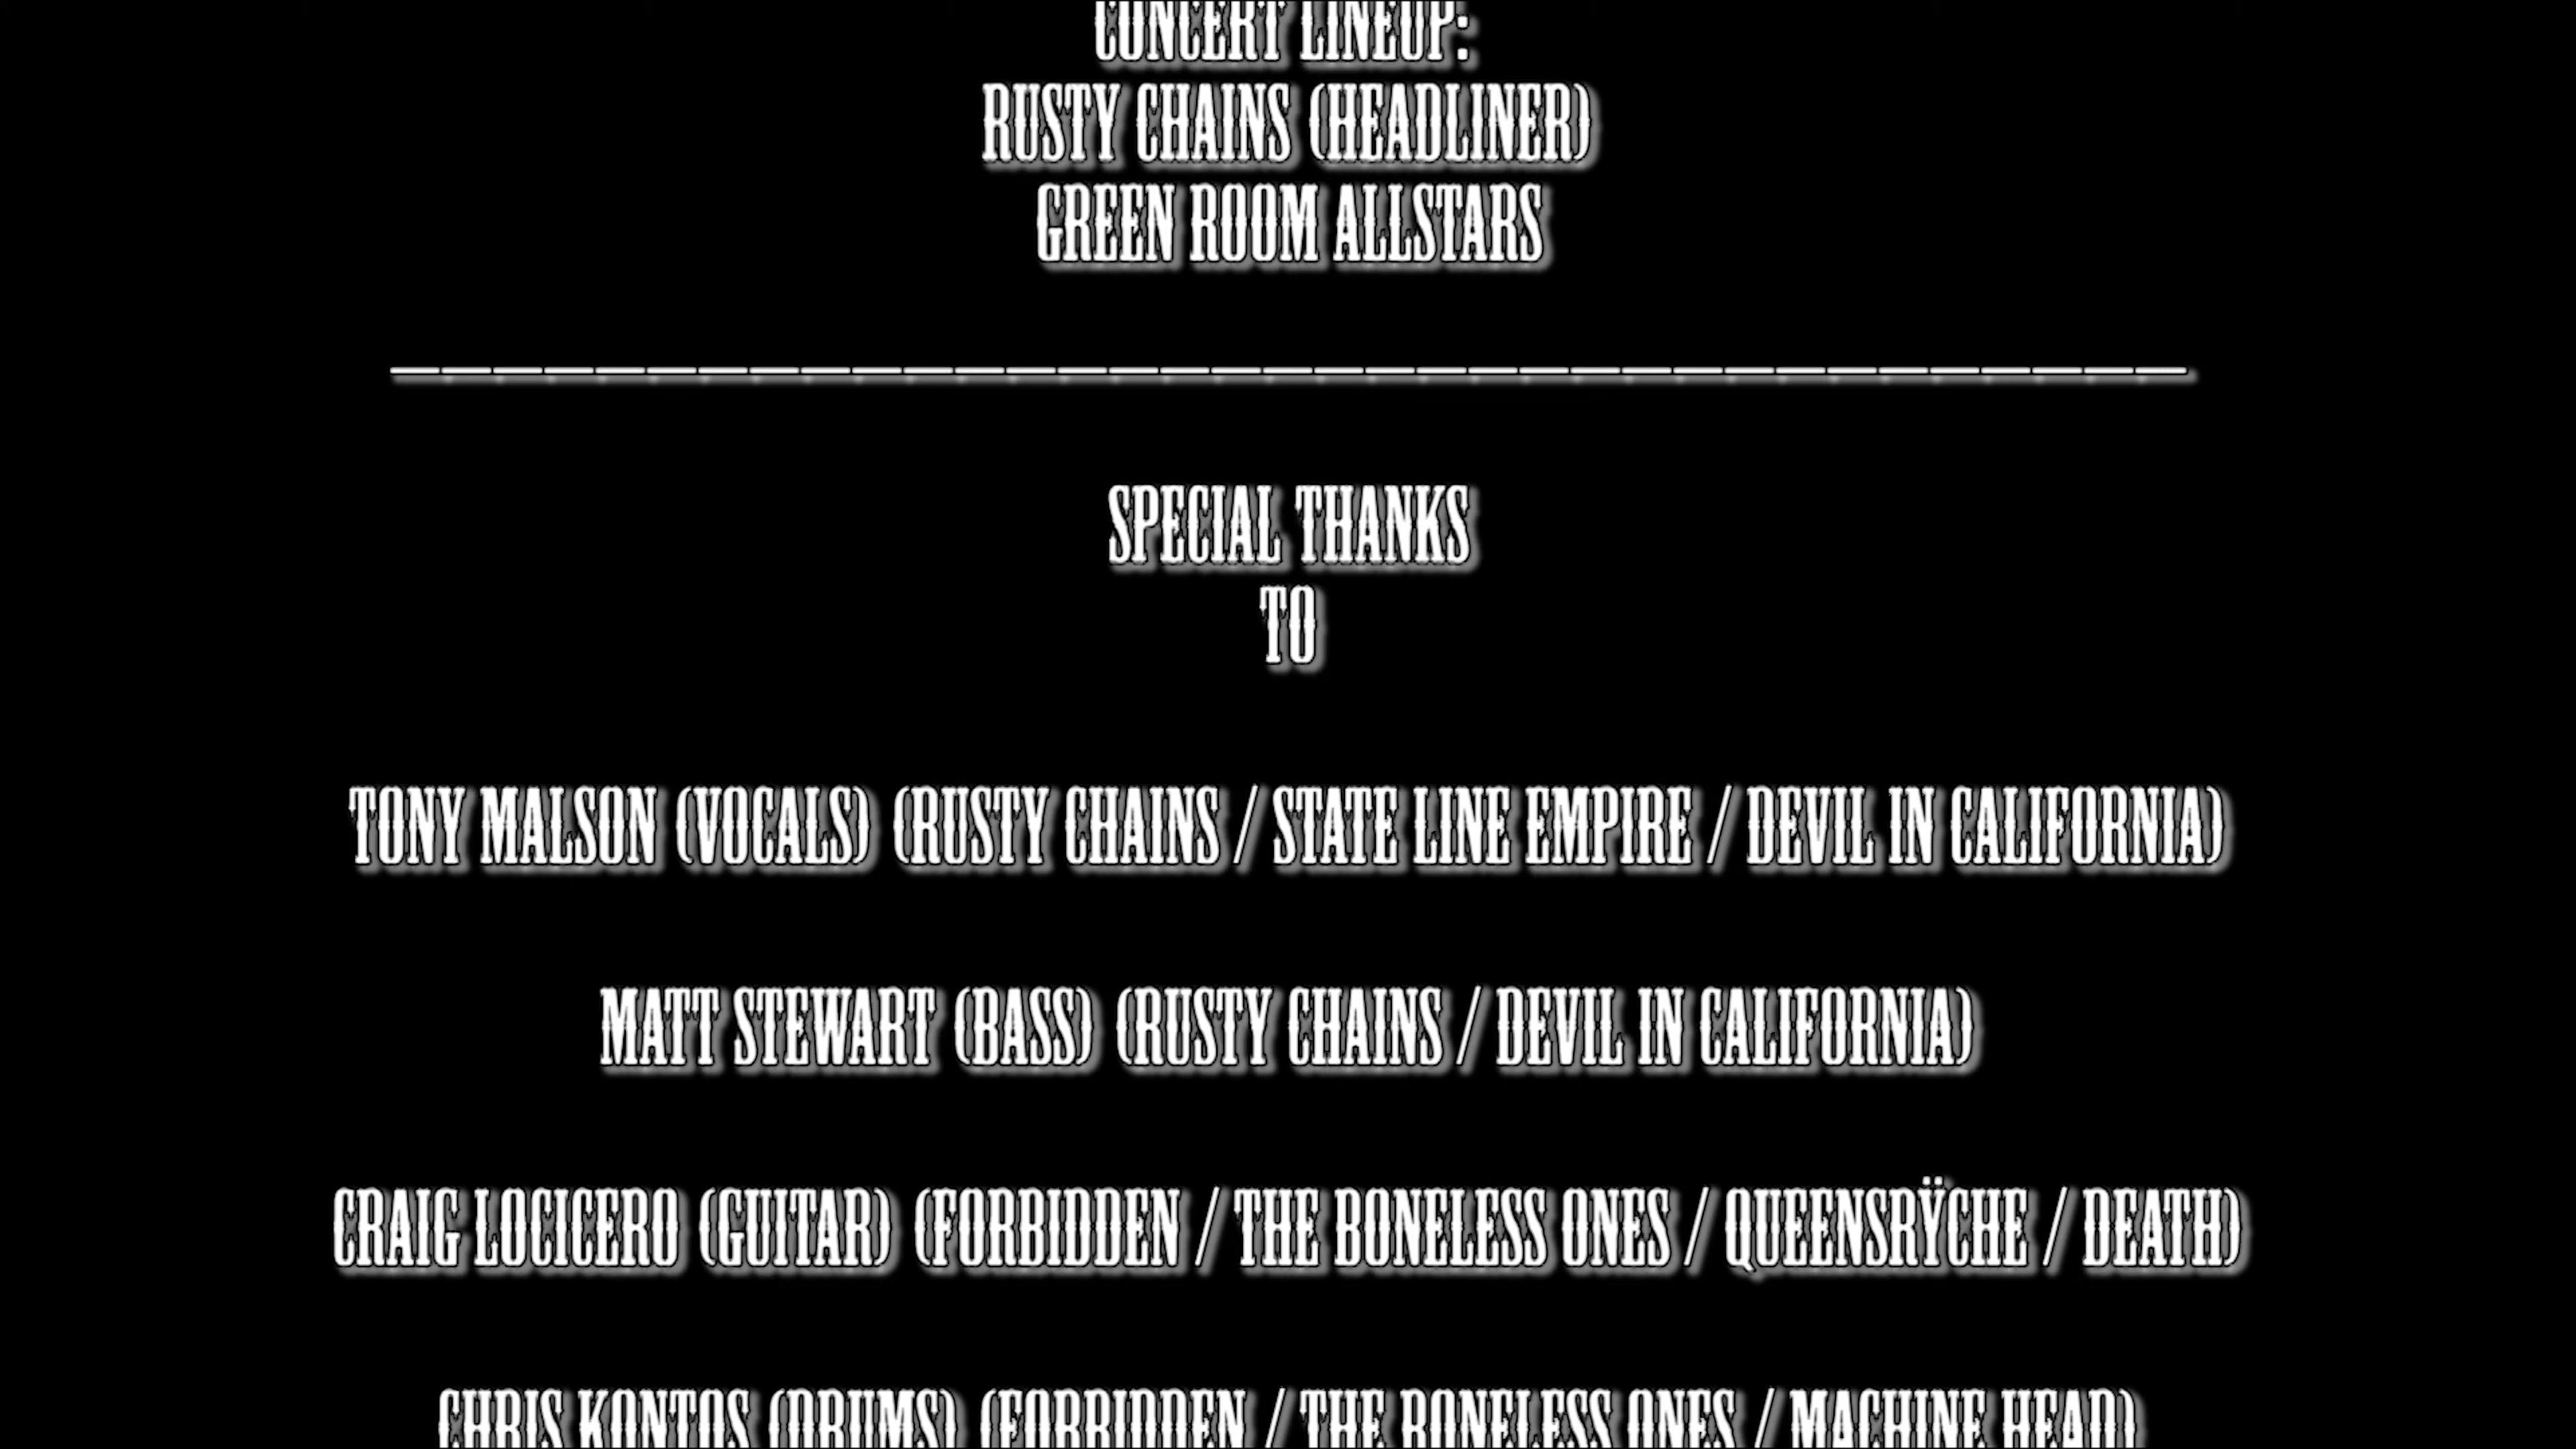 CONCERT LINEUP:
RUSTY CHAINS (HEADLINER)
GREEN ROOM ALLSTARS
___________________________________
SPECIAL THANKS
TO
TONY MALSON (VOCALS) (RUSTY CHAINS / STATE LINE EMPIRE / DEVIL IN CALIFORNIA)
MATT STEWART (BASS) (RUSTY CHAINS / DEVIL IN CALIFORNIA)
CRAIG LOCICERO (GUITAR) (FORBIDDEN / THE BONELESS ONES / QUEENSRŸCHE / DEATH)
CHRIS KONTOS (DRUMS) (FORBIDDEN / THE BONELESS ONES / MACHINE HEAD)